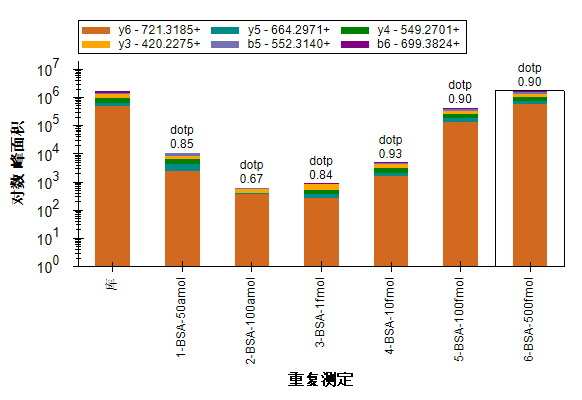 y6 - 721.3185+ y5 - 664.2971+ y4 - 549.2701+
y3 - 420.2275+ b5 - 552.3140+ b6 - 699.3824+
对数 峰面积
10^7
10^6
10^5
10^4
10^3
10^2
10^1
10^0
dotp
0.85
dotp
0.67
dotp
0.84
dotp
0.93
dotp
0.90
dotp
0.90
库
1-BSA-50amol
2-BSA-100amol
3-BSA-1fmol
4-BSA-10fmol
5-BSA-100fmol
6-BSA-500fmol
重复测定